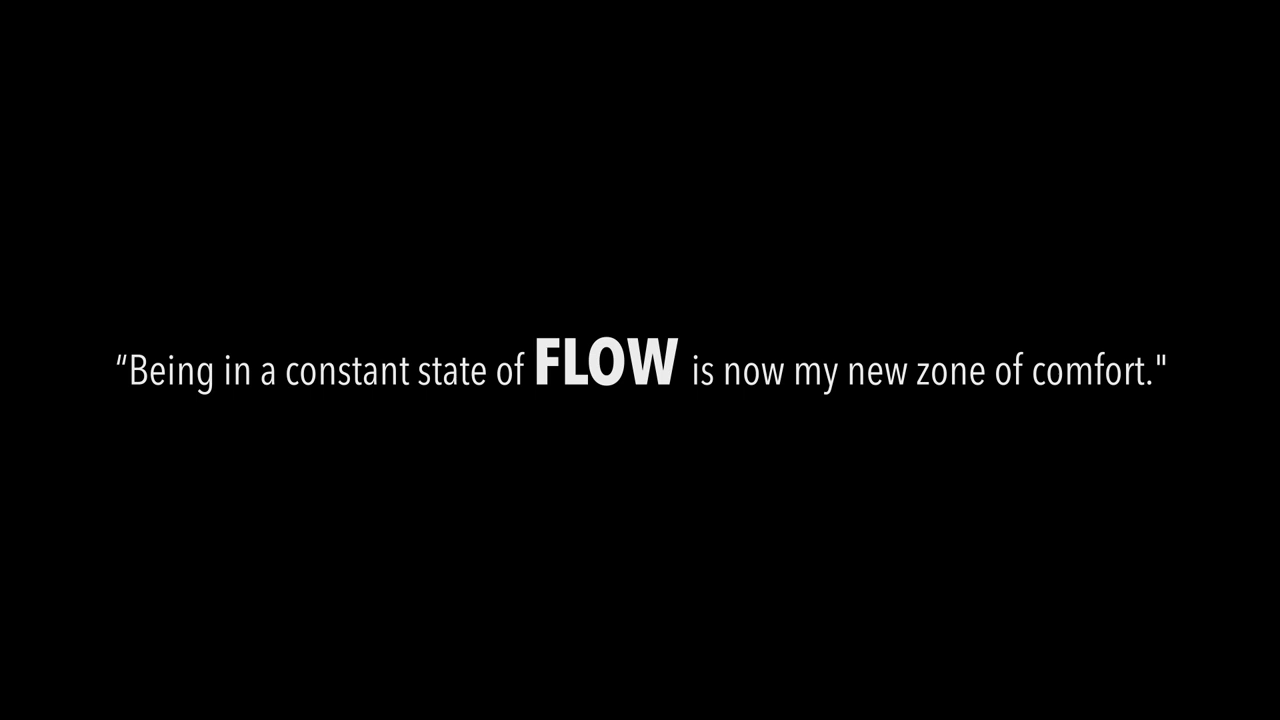 “Being in a constant state of FLOW is now my new zone of comfort."